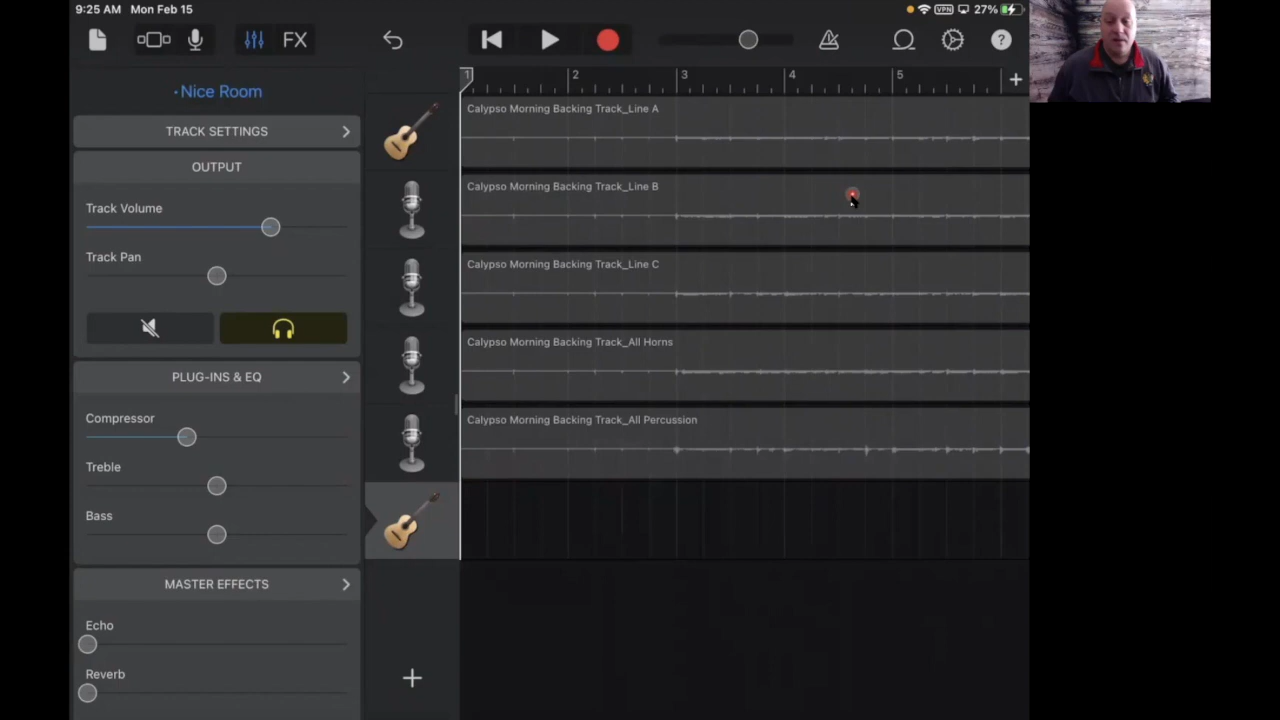 9:25 AM Mon Feb 15
VPN 27%
FX
?
Nice Room
1 2 3 4 5
TRACK SETTINGS
Calypso Morning Backing Track_Line A
OUTPUT
Track Volume
Calypso Morning Backing Track_Line B
Track Pan
Calypso Morning Backing Track_Line C
PLUG-INS & EQ
Calypso Morning Backing Track_All Horns
Compressor
Calypso Morning Backing Track_All Percussion
Treble
Bass
MASTER EFFECTS
Echo
Reverb